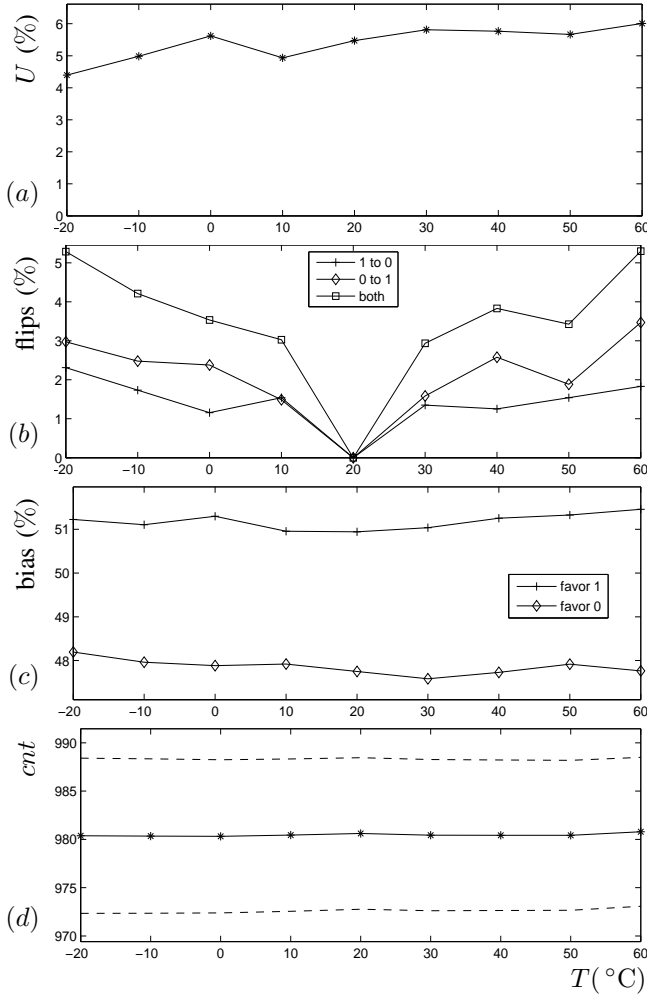 6
5
4
3
2
1
0
U (%)
(a)
−20 −10 0 10 20 30 40 50 60
5
4
3
2
1
0
flips (%)
(b)
1 to 0
0 to 1
both
−20 −10 0 10 20 30 40 50 60
51
50
49
48
bias (%)
(c)
favor 1
favor 0
−20 −10 0 10 20 30 40 50 60
990
985
980
975
970
cnt
(d)
−20 −10 0 10 20 30 40 50 60
T(°C)